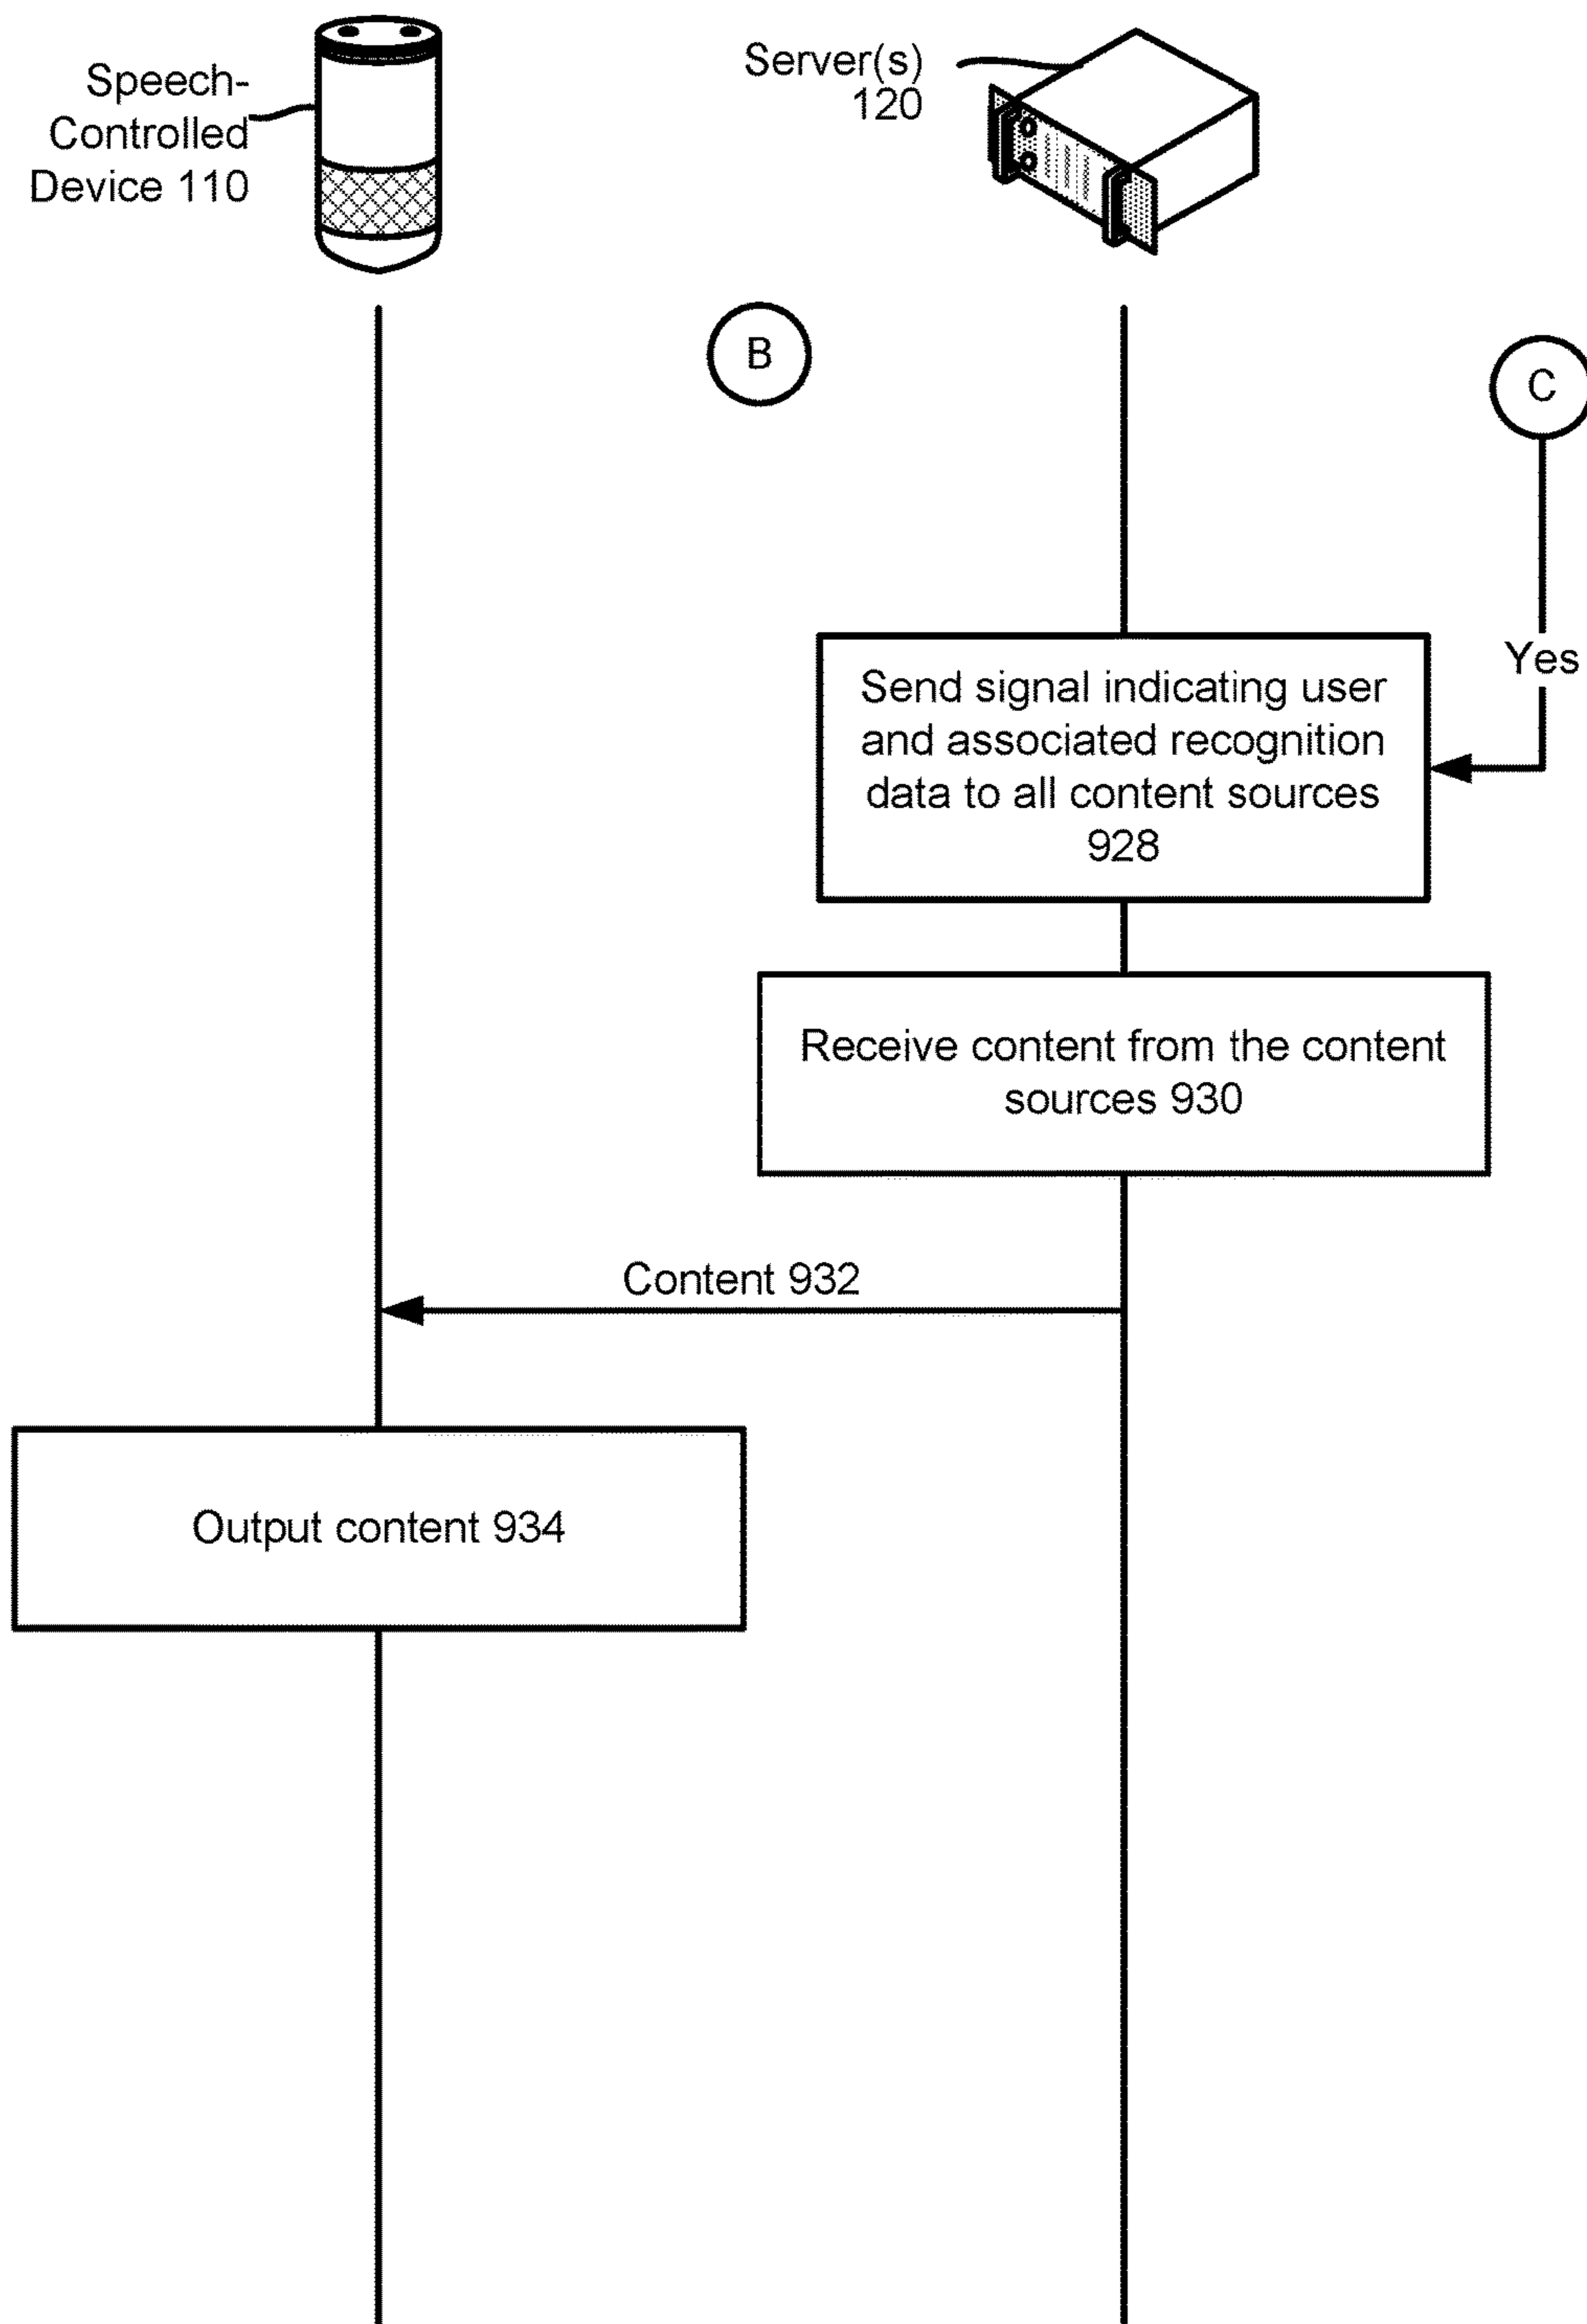 Speech-
Controlled
Device 110
Server(s)
120
B
C
Yes
Send signal indicating user
and associated recognition
data to all content sources
928
Receive content from the content
sources 930
Content 932
Output content 934